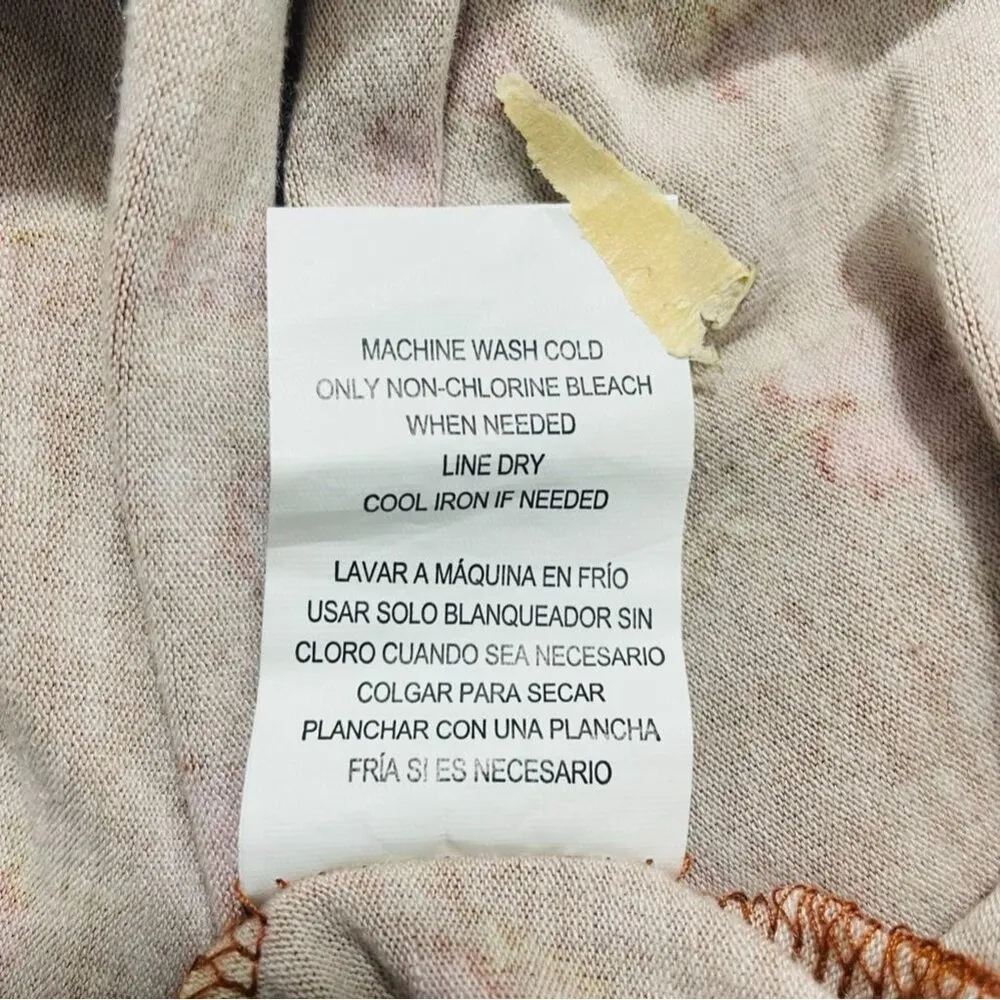 MACHINE WASH COLD
ONLY NON-CHLORINE BLEACH
WHEN NEEDED
LINE DRY
COOL IRON IF NEEDED
LAVAR A MÁQUINA EN FRÍO
USAR SOLO BLANQUEADOR SIN
CLORO CUANDO SEA NECESARIO
COLGAR PARA SECAR
PLANCHAR CON UNA PLANCHA
FRÍA SI ES NECESARIO